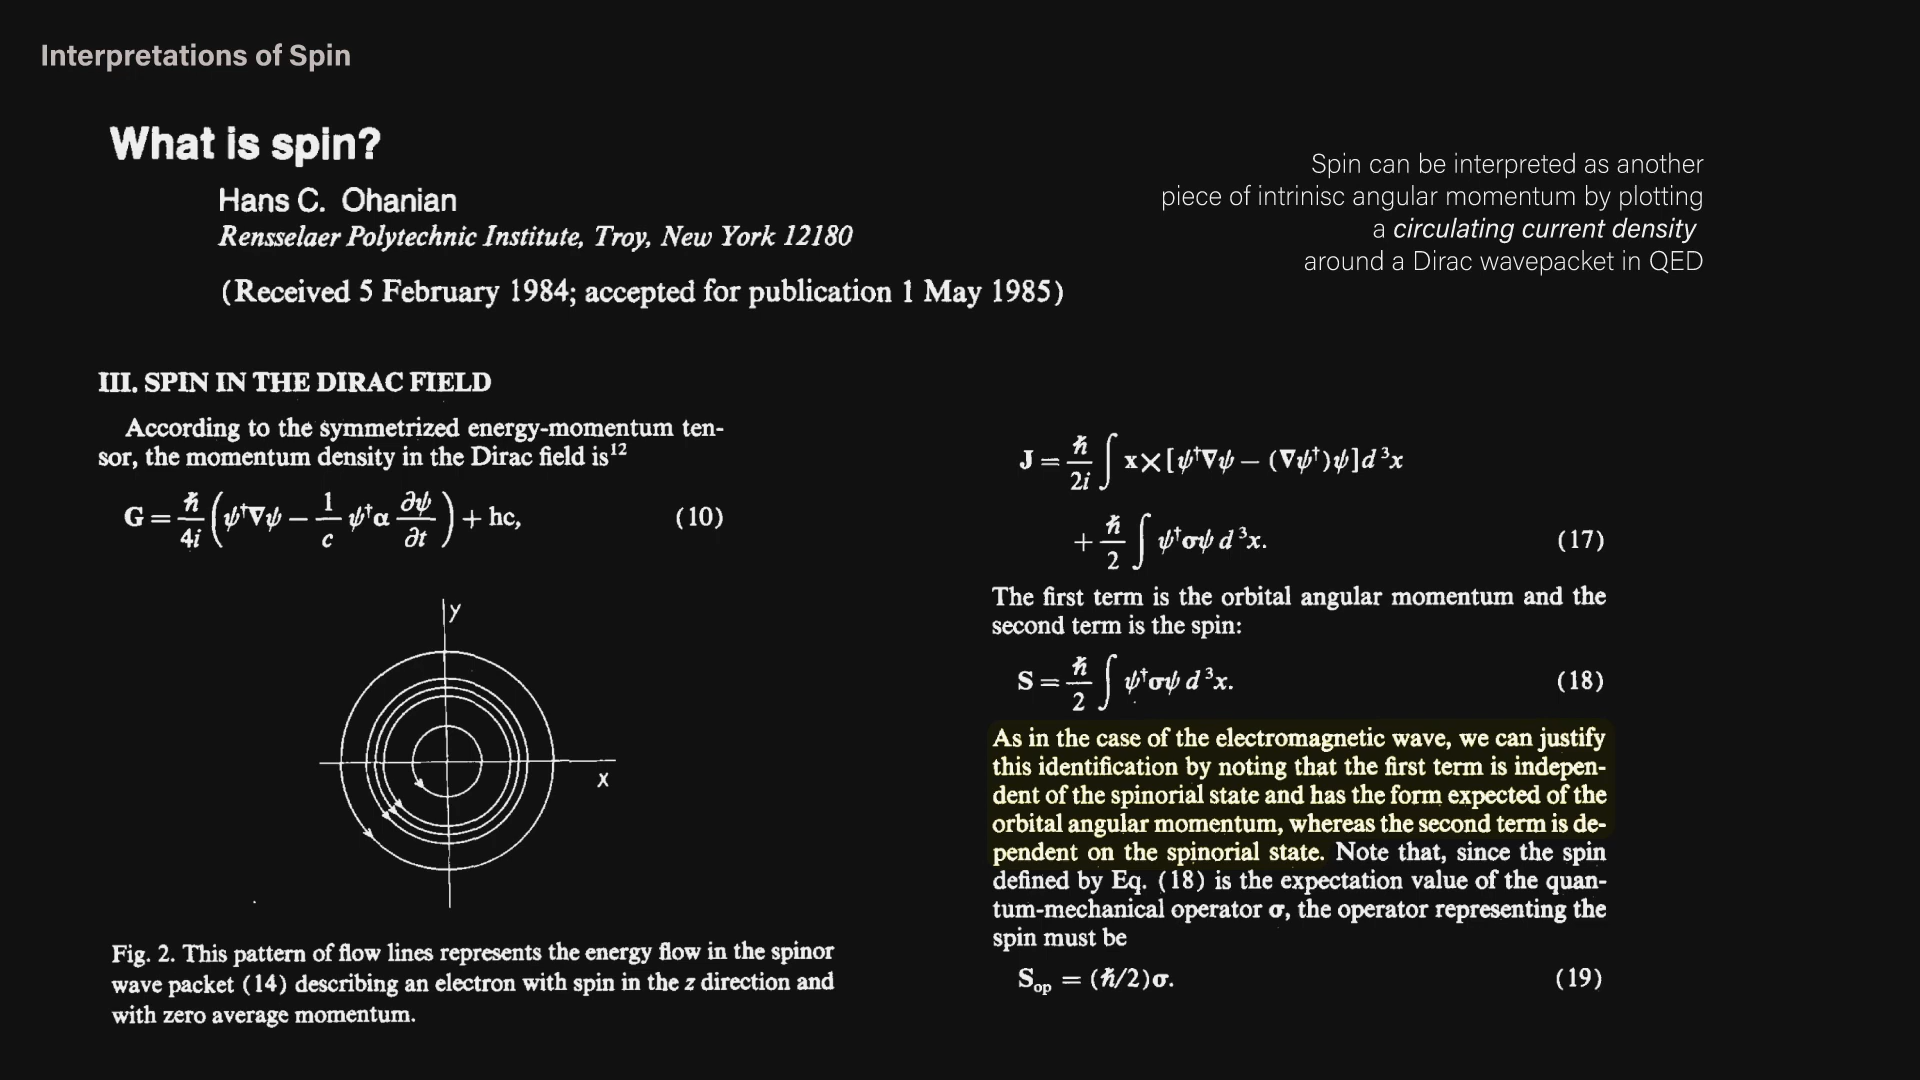 Interpretations of Spin
What is spin?
Hans C. Ohanian
Rensselaer Polytechnic Institute, Troy, New York 12180
(Received 5 February 1984; accepted for publication 1 May 1985)
Spin can be interpreted as another
piece of intrinisc angular momentum by plotting
a circulating current density
around a Dirac wavepacket in QED
III. SPIN IN THE DIRAC FIELD
According to the symmetrized energy-momentum ten-
sor, the momentum density in the Dirac field is¹²
G = ℏ/4i (ψ†∇ψ − 1/c ψ†α ∂ψ/∂t) + hc, (10)
y
x
Fig. 2. This pattern of flow lines represents the energy flow in the spinor
wave packet (14) describing an electron with spin in the z direction and
with zero average momentum.
J = ℏ/2i ∫ x×[ψ†∇ψ − (∇ψ†)ψ]d³x
+ ℏ/2 ∫ ψ†σψ d³x. (17)
The first term is the orbital angular momentum and the
second term is the spin:
S = ℏ/2 ∫ ψ†σψ d³x. (18)
As in the case of the electromagnetic wave, we can justify
this identification by noting that the first term is indepen-
dent of the spinorial state and has the form expected of the
orbital angular momentum, whereas the second term is de-
pendent on the spinorial state. Note that, since the spin
defined by Eq. (18) is the expectation value of the quan-
tum-mechanical operator σ, the operator representing the
spin must be
S_op = (ℏ/2)σ. (19)